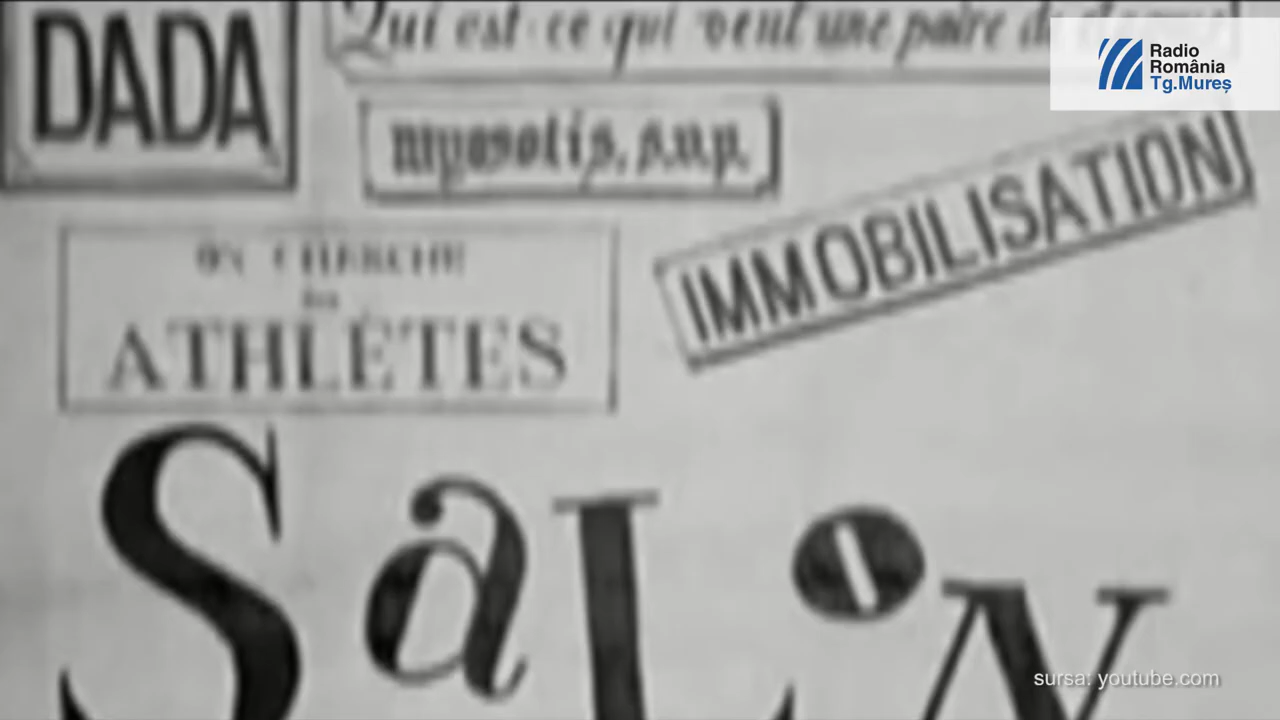 DADA
Qui est-ce qui veut une paire de
Radio
România
Tg.Mureș
myosotis, s.v.p.
IMMOBILISATION
ON CHERCHE
ATHLÈTES
SaLoN
sursa: youtube.com